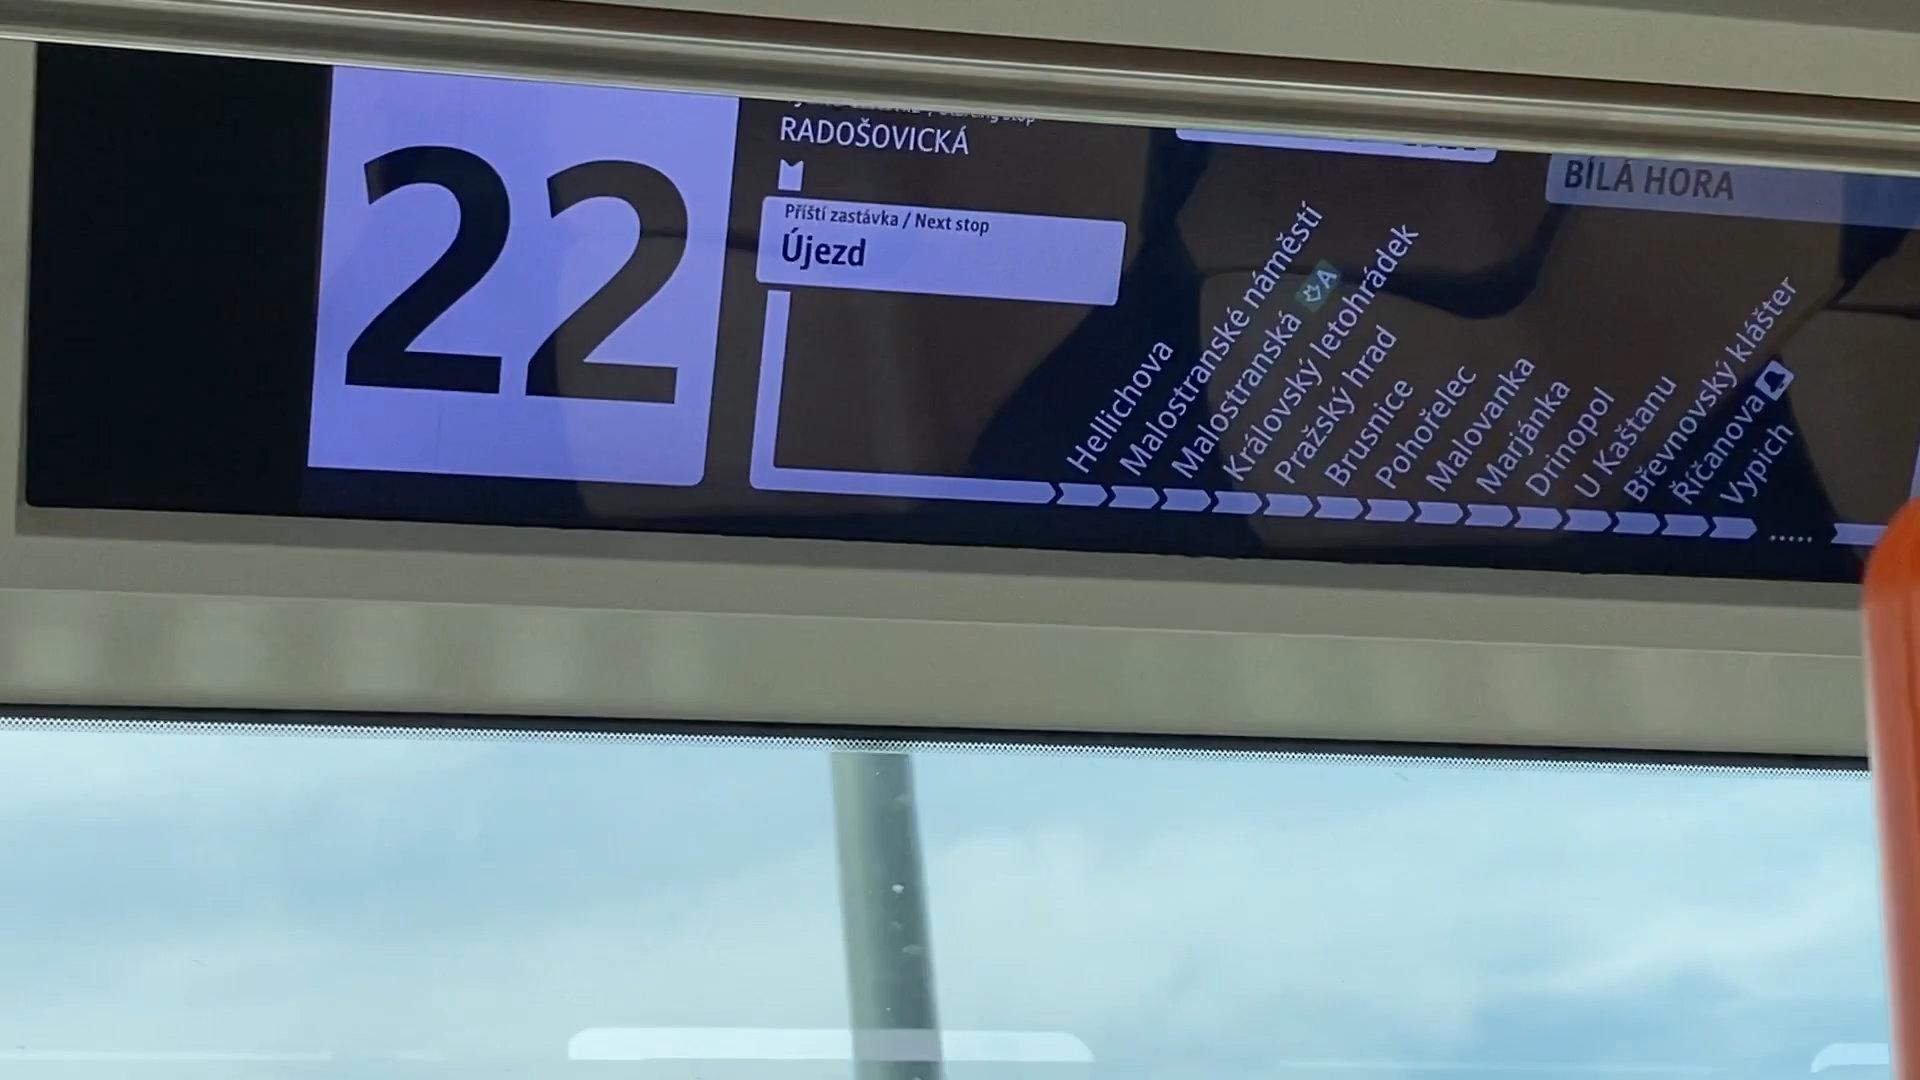 22
RADOŠOVICKÁ
Příští zastávka / Next stop
Újezd
Hellichova
Malostranské náměstí
Malostranská A
Královský letohrádek
Pražský hrad
Brusnice
Pohořelec
Malovanka
Marjánka
Drinopol
U Kaštanu
Břevnovský klášter
Říčanova
Vypich
.....
BÍLÁ HORA